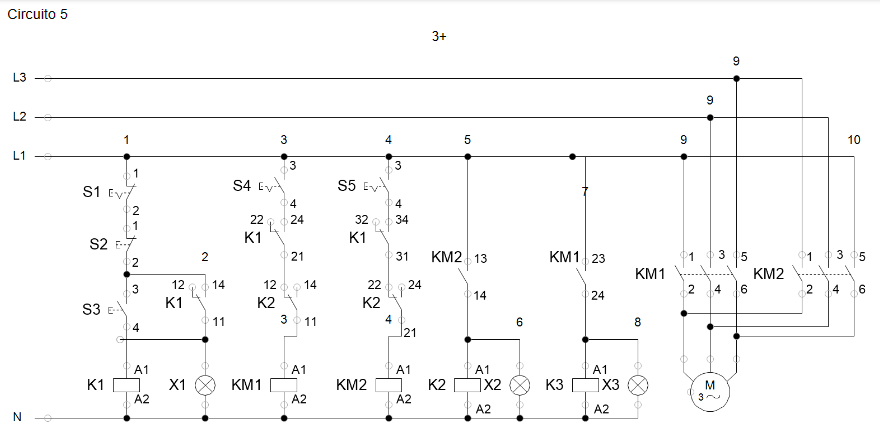 Circuito 5
3+
9
L3
9
L2
1 3 4 5 9 10
L1
1 3 3
S1 S4 S5 7
2 4 4
1 22 24 32 34
S2 K1 K1
2 2 21 31 KM2 13 KM1 23 1 3 5 1 3 5
3 12 14 12 14 22 24 KM1 KM2
S3 K1 K2 K2 14 24 2 4 6 2 4 6
4 11 3 11 4 21 6 8
A1 A1 A1 A1 A1
K1 X1 KM1 KM2 K2 X2 K3 X3 M
3
A2 A2 A2 A2 A2
N